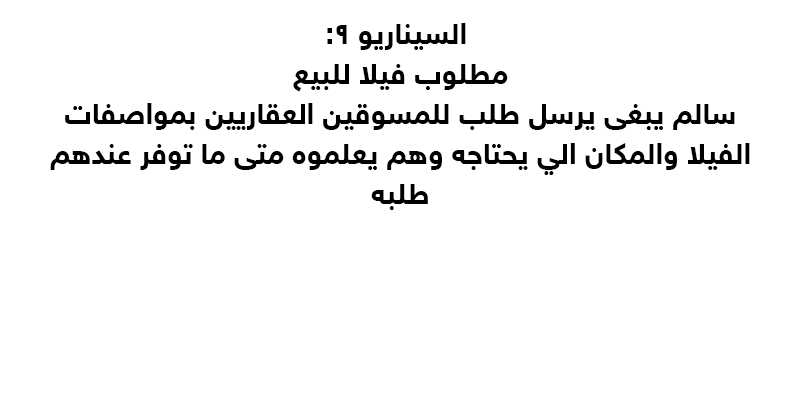 السيناريو ٩:
مطلوب فيلا للبيع
سالم يبغى يرسل طلب للمسوقين العقاريين بمواصفات
الفيلا والمكان الي يحتاجه وهم يعلموه متى ما توفر عندهم
طلبه